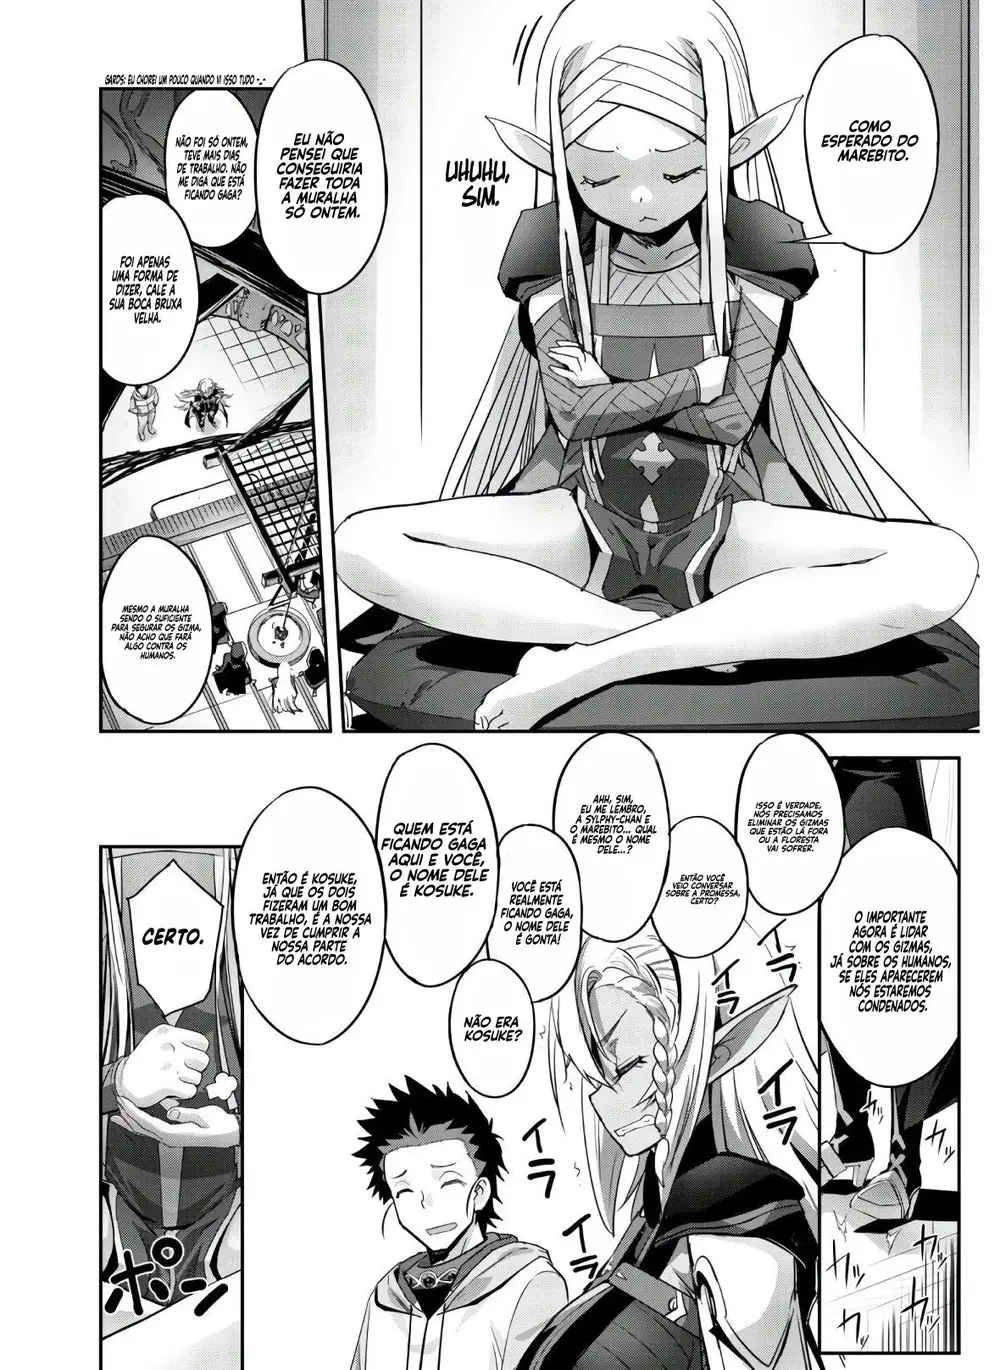 COMO
ESPERADO DO
MAREBITO.
UHUHU,
SIM.
EU NÃO
PENSEI QUE
CONSEGUIRIA
FAZER TODA
A MURALHA
SÓ ONTEM.
GARDS: EU CHOREI UM POUCO QUANDO VI ISSO TUDO -_-
NÃO FOI SÓ ONTEM,
TEVE MAIS DIAS
DE TRABALHO. NÃO
ME DIGA QUE ESTÁ
FICANDO GAGA?
FOI APENAS
UMA FORMA DE
DIZER, CALE A
SUA BOCA BRUXA
VELHA.
MESMO A MURALHA
SENDO O SUFICIENTE
PARA SEGURAR OS GIZMA,
NÃO ACHO QUE FARÁ
ALGO CONTRA OS
HUMANOS.
O IMPORTANTE
AGORA É LIDAR
COM OS GIZMAS,
JÁ SOBRE OS HUMANOS,
SE ELES APARECEREM
NÓS ESTAREMOS
CONDENADOS.
ISSO É VERDADE,
NÓS PRECISAMOS
ELIMINAR OS GIZMAS
QUE ESTÃO LÁ FORA
OU A FLORESTA
VAI SOFRER.
ENTÃO VOCÊ
VEIO CONVERSAR
SOBRE A PROMESSA,
CERTO?
AHH, SIM,
EU ME LEMBRO,
A SYLPHY-CHAN
E O MAREBITO... QUAL
É MESMO O NOME
DELE...?
VOCÊ ESTÁ
REALMENTE
FICANDO GAGA,
O NOME DELE É
GONTA!
NÃO ERA
KOSUKE?
QUEM ESTÁ
FICANDO GAGA
AQUI E VOCÊ,
O NOME DELE
É KOSUKE.
ENTÃO É KOSUKE,
JÁ QUE OS DOIS
FIZERAM UM BOM
TRABALHO, É A NOSSA
VEZ DE CUMPRIR A
NOSSA PARTE
DO ACORDO.
イライラ
イライラ
CERTO.
ポンー